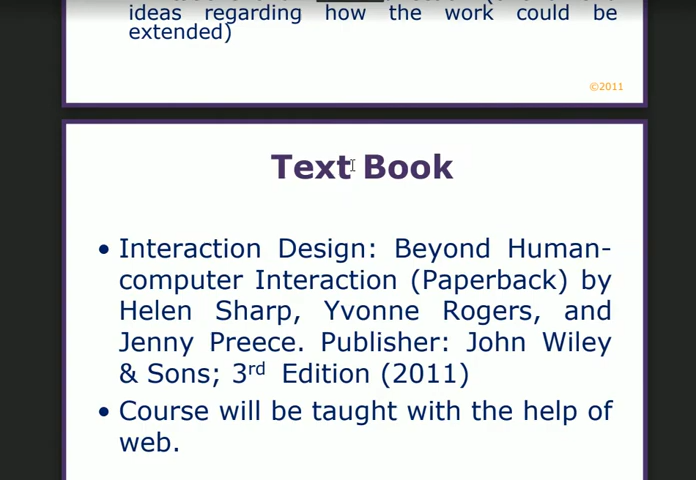 ideas regarding how the work could be
extended)
©2011
Text Book
• Interaction Design: Beyond Human-
computer Interaction (Paperback) by
Helen Sharp, Yvonne Rogers, and
Jenny Preece. Publisher: John Wiley
& Sons; 3rd Edition (2011)
• Course will be taught with the help of
web.